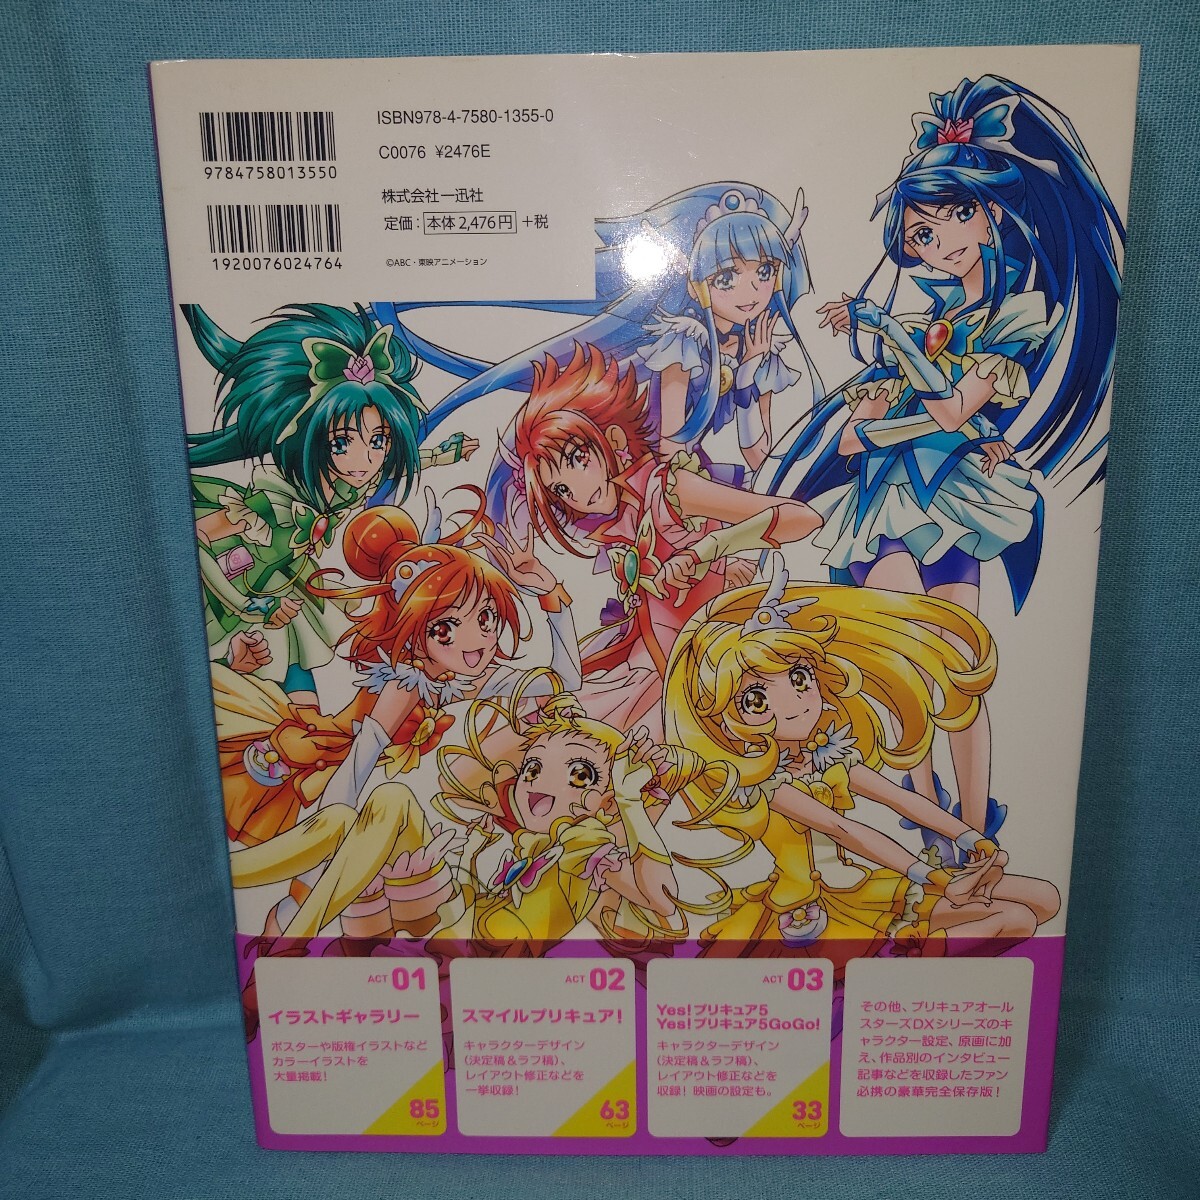 ISBN978-4-7580-1355-0
9784758013550
C0076 ¥2476E
株式会社一迅社
定価：本体2,476円＋税
1920076024764
©ABC・東映アニメーション
ACT 01
イラストギャラリー
ポスターや版権イラストなど
カラーイラストを
大量掲載！
85ページ
ACT 02
スマイルプリキュア！
キャラクターデザイン
（決定稿＆ラフ稿）、
レイアウト修正などを
一挙収録！
63ページ
ACT 03
Yes！プリキュア5
Yes！プリキュア5GoGo！
キャラクターデザイン
（決定稿＆ラフ稿）、
レイアウト修正などを
収録！映画の設定も。
33ページ
その他、プリキュアオール
スターズDXシリーズのキ
ャラクター設定、原画に加
え、作品別のインタビュー
記事などを収録したファン
必携の豪華完全保存版！